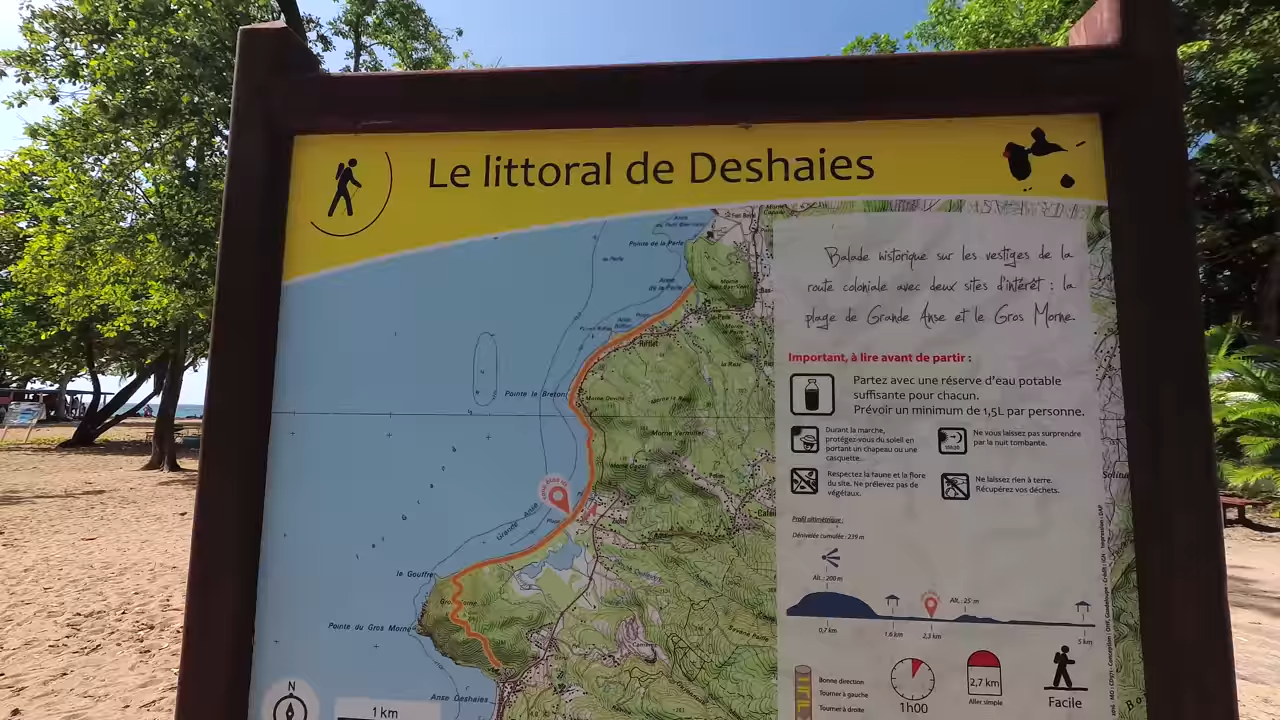 Le littoral de Deshaies
Balade historique sur les vestiges de la
route coloniale avec deux sites d'intérêt : la
plage de Grande Anse et le Gros Morne.
Important, à lire avant de partir :
Partez avec une réserve d'eau potable
suffisante pour chacun.
Prévoir un minimum de 1,5L par personne.
Durant la marche,
protégez-vous du soleil en
portant un chapeau ou une
casquette...
Ne vous laissez pas surprendre
par la nuit tombante.
Respectez la faune et la flore
du site. Ne prélevez pas de
végétaux.
Ne laissez rien à terre.
Récupérez vos déchets.
Profil altimétrique :
Dénivelée cumulée : 239 m
Alt. : 200 m
Alt. : 25 m
0,7 km
1.6 km
2,3 km
5 km
Bonne direction
Tourner à gauche
Tourner à droite
1h00
2,7 km
Aller simple
Facile
Pointe de la Perle
Anse
de la Perle
Rifflet
Pointe le Breton
Morne Vermillier
Grande Anse
le Gouffre
Gros Morne
Pointe du Gros Morne
Anse Deshaies
N
1 km